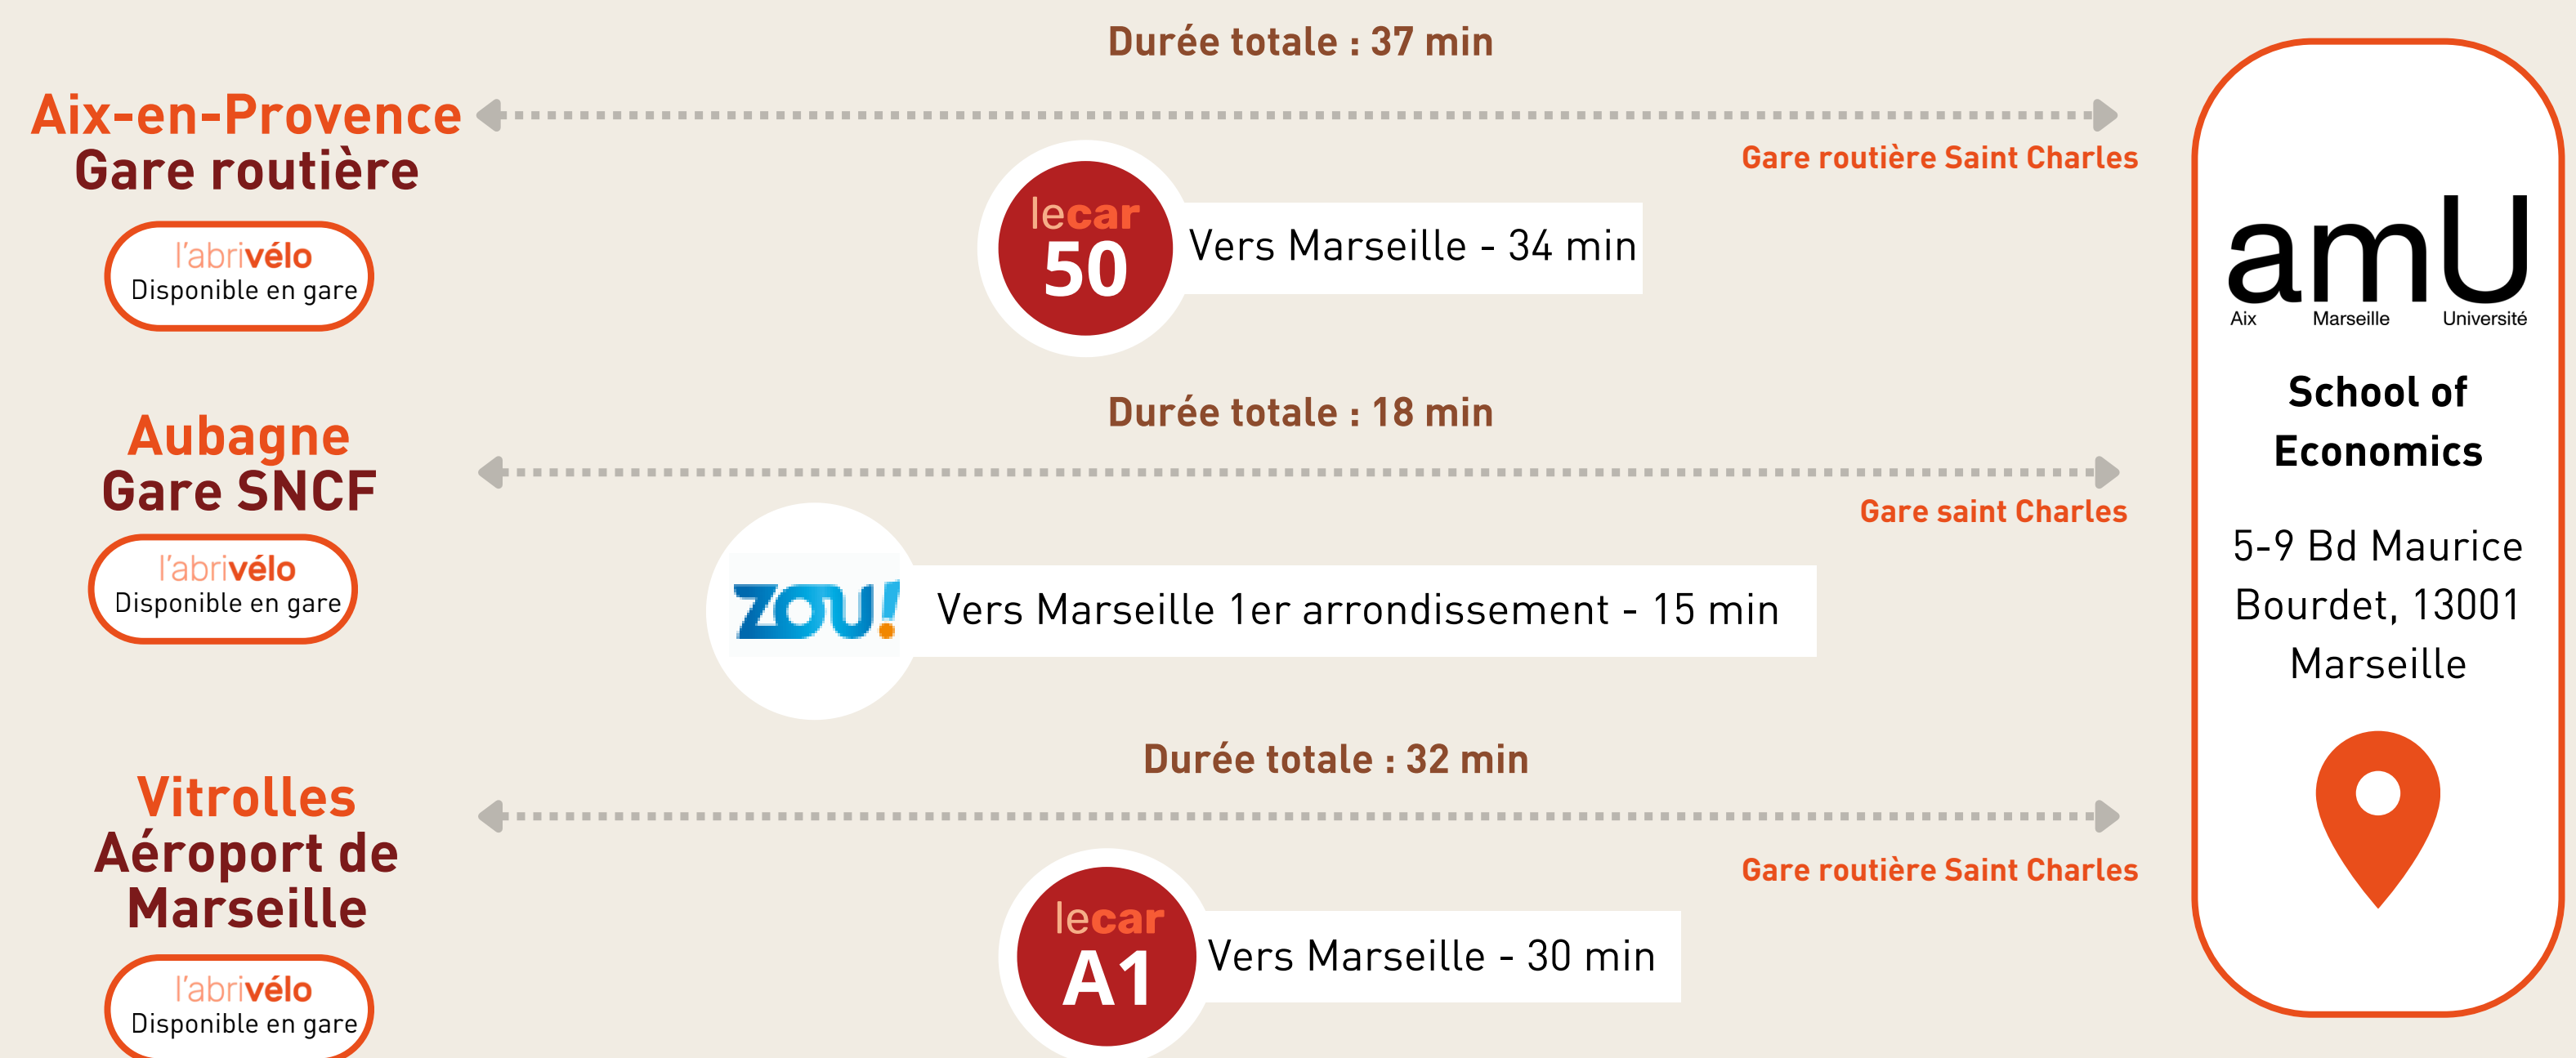 Durée totale : 37 min
Aix-en-Provence
Gare routière
Gare routière Saint Charles
l'abrivélo
Disponible en gare
lecar
50
Vers Marseille - 34 min
Durée totale : 18 min
Aubagne
Gare SNCF
Gare saint Charles
l'abrivélo
Disponible en gare
ZOU!
Vers Marseille 1er arrondissement - 15 min
Durée totale : 32 min
Vitrolles
Aéroport de
Marseille
Gare routière Saint Charles
l'abrivélo
Disponible en gare
lecar
A1
Vers Marseille - 30 min
amU
Aix Marseille Université
School of
Economics
5-9 Bd Maurice
Bourdet, 13001
Marseille